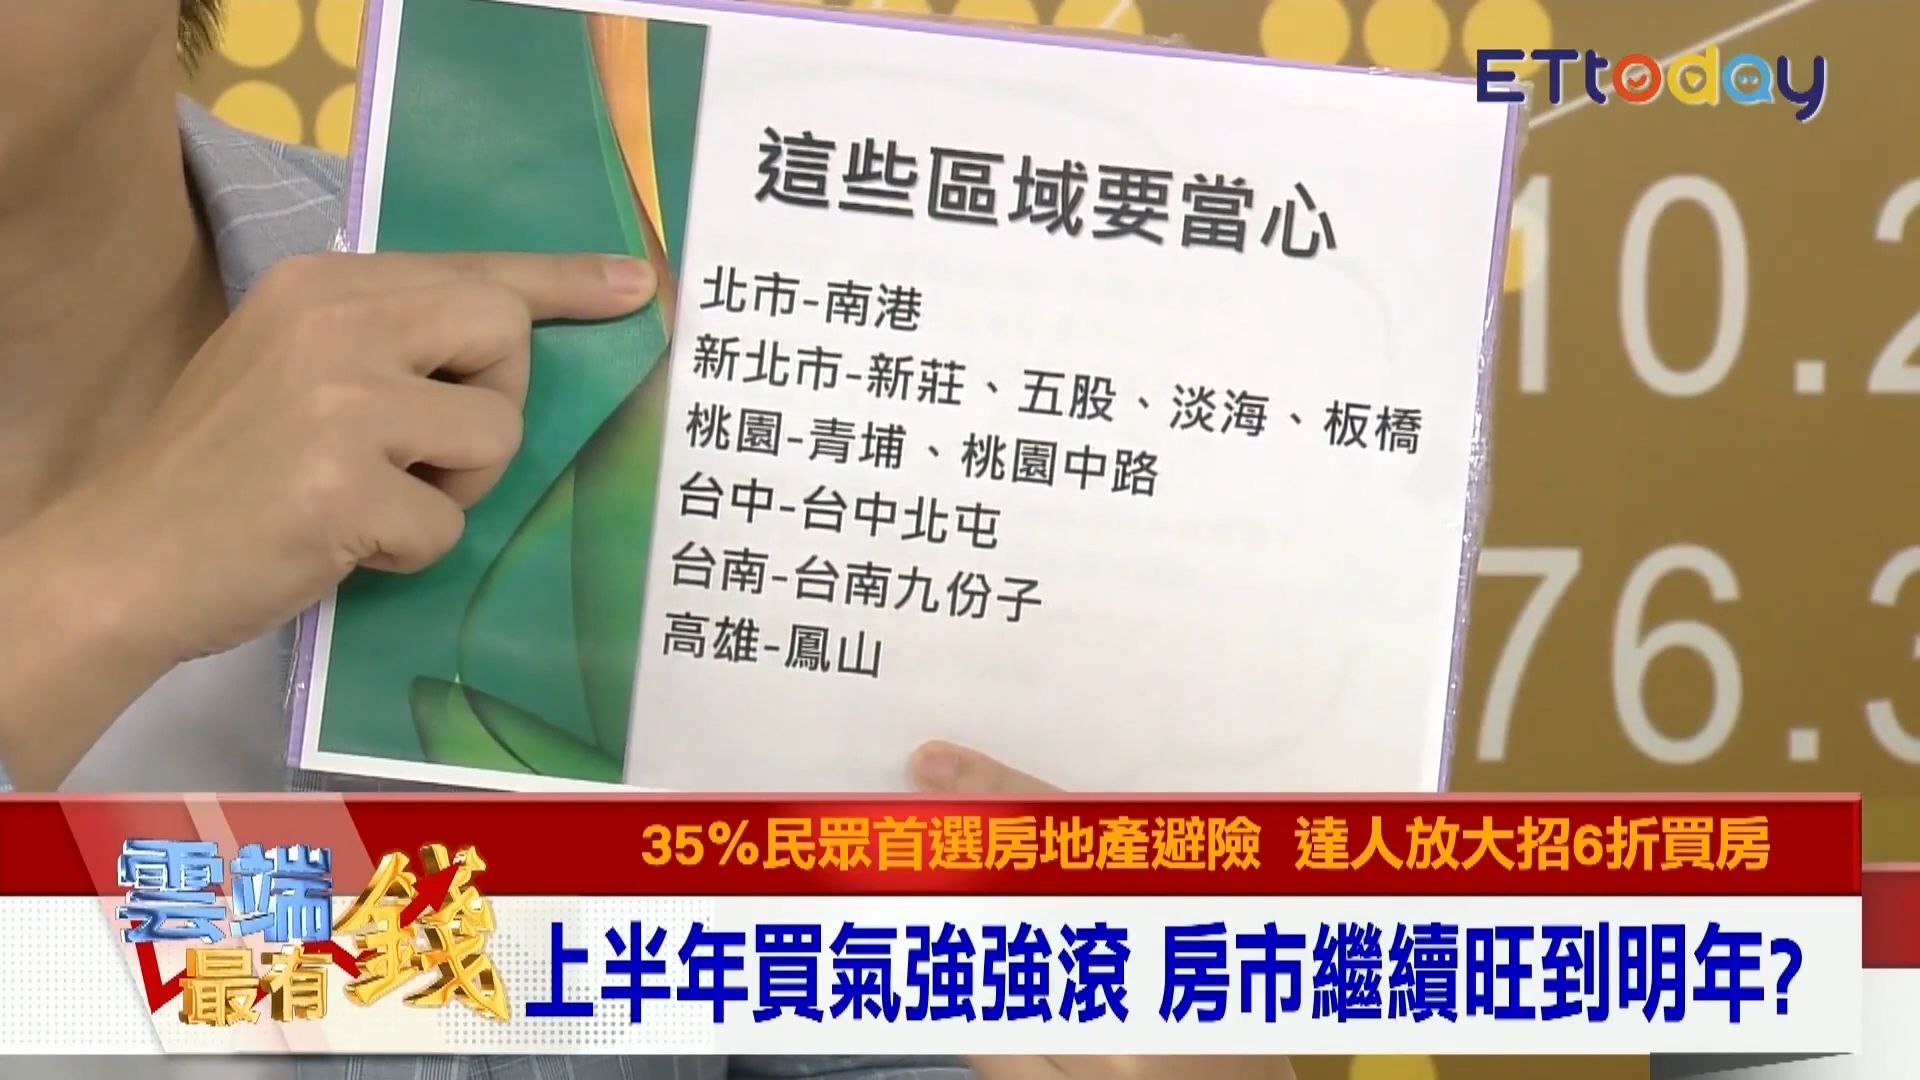 ETtoday
這些區域要當心
北市-南港
新北市-新莊、五股、淡海、板橋
桃園-青埔、桃園中路
台中-台中北屯
台南-台南九份子
高雄-鳳山
10.2
76.3
35%民眾首選房地產避險 達人放大招6折買房
雲端最有錢
上半年買氣強強滾 房市繼續旺到明年?